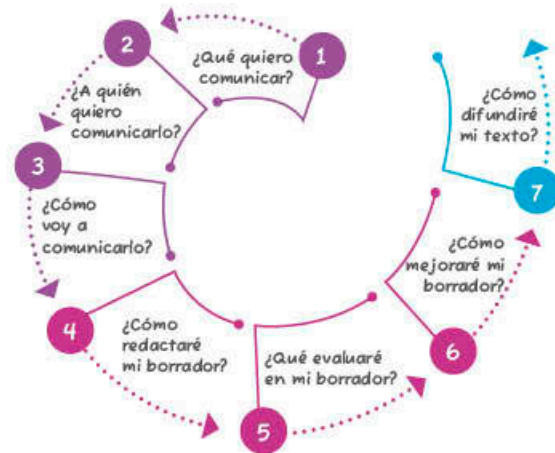 1
¿Qué quiero
comunicar?
2
¿A quién
quiero
comunicarlo?
3
¿Cómo
voy a
comunicarlo?
4
¿Cómo
redactaré
mi borrador?
5
¿Qué evaluaré
en mi borrador?
6
¿Cómo
mejoraré mi
borrador?
7
¿Cómo
difundiré
mi texto?